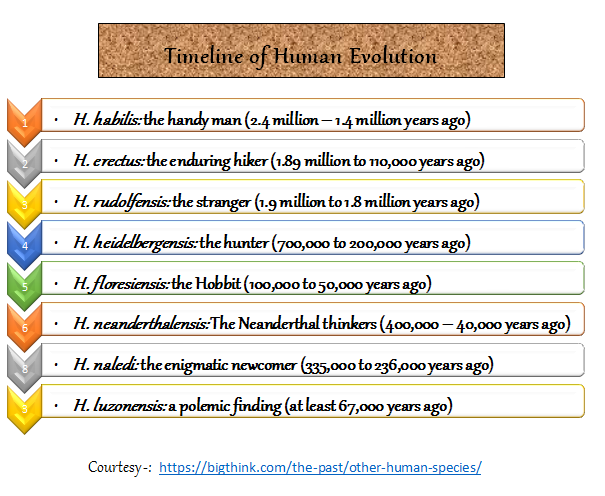 Timeline of Human Evolution
1 • H. habilis: the handy man (2.4 million – 1.4 million years ago)
2 • H. erectus: the enduring hiker (1.89 million to 110,000 years ago)
3 • H. rudolfensis: the stranger (1.9 million to 1.8 million years ago)
4 • H. heidelbergensis: the hunter (700,000 to 200,000 years ago)
5 • H. floresiensis: the Hobbit (100,000 to 50,000 years ago)
6 • H. neanderthalensis: The Neanderthal thinkers (400,000 – 40,000 years ago)
8 • H. naledi: the enigmatic newcomer (335,000 to 236,000 years ago)
• H. luzonensis: a polemic finding (at least 67,000 years ago)
Courtesy-: https://bigthink.com/the-past/other-human-species/